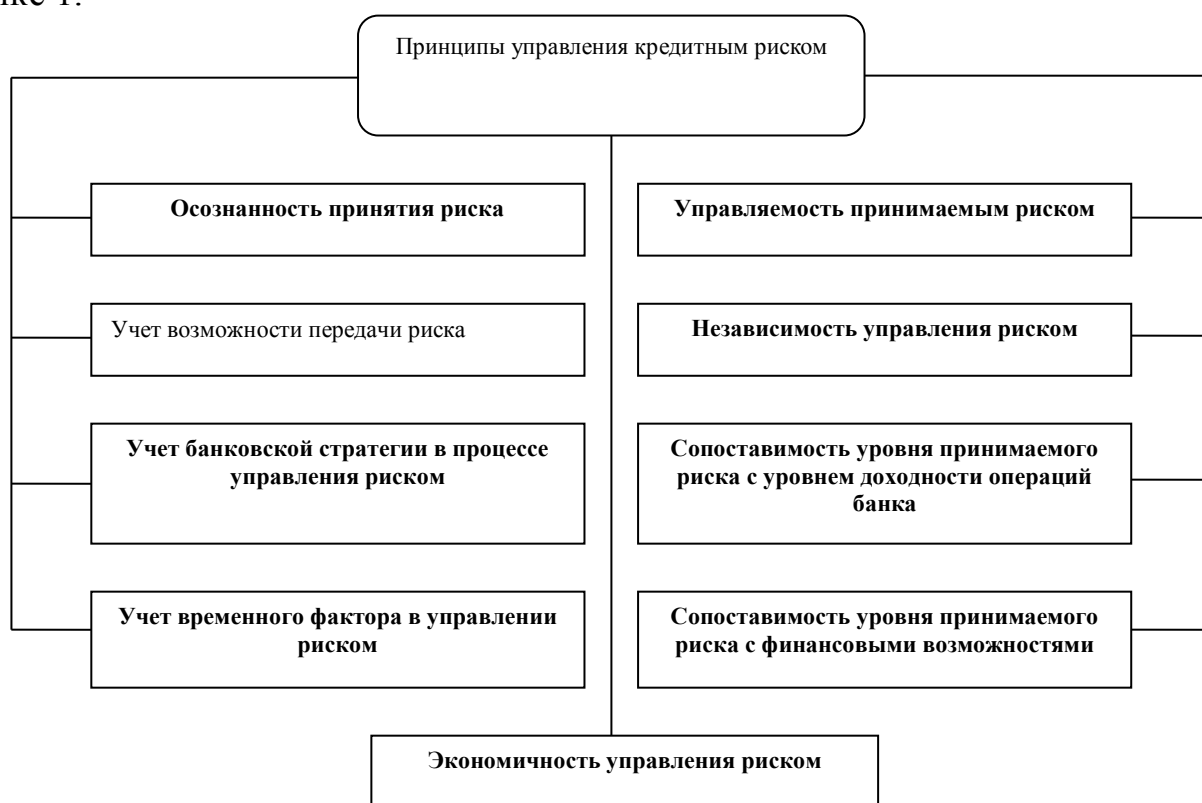 ке 1.
Принципы управления кредитным риском
Осознанность принятия риска
Управляемость принимаемым риском
Учет возможности передачи риска
Независимость управления риском
Учет банковской стратегии в процессе
управления риском
Сопоставимость уровня принимаемого
риска с уровнем доходности операций
банка
Учет временного фактора в управлении
риском
Сопоставимость уровня принимаемого
риска с финансовыми возможностями
Экономичность управления риском